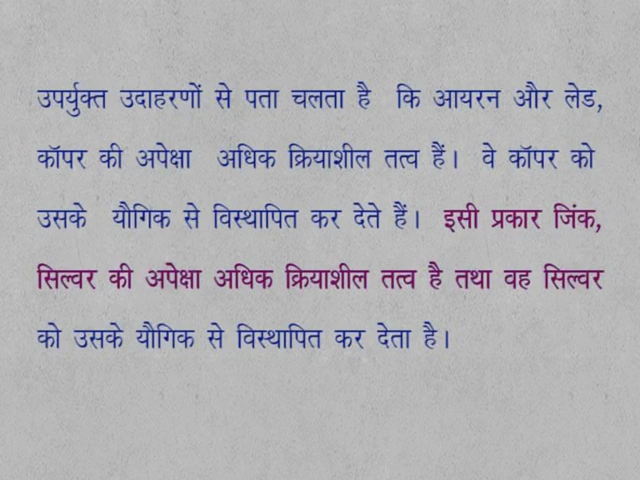 उपर्युक्त उदाहरणों से पता चलता है कि आयरन और लेड,
कॉपर की अपेक्षा अधिक क्रियाशील तत्व हैं। वे कॉपर को
उसके यौगिक से विस्थापित कर देते हैं। इसी प्रकार जिंक,
सिल्वर की अपेक्षा अधिक क्रियाशील तत्व है तथा वह सिल्वर
को उसके यौगिक से विस्थापित कर देता है।